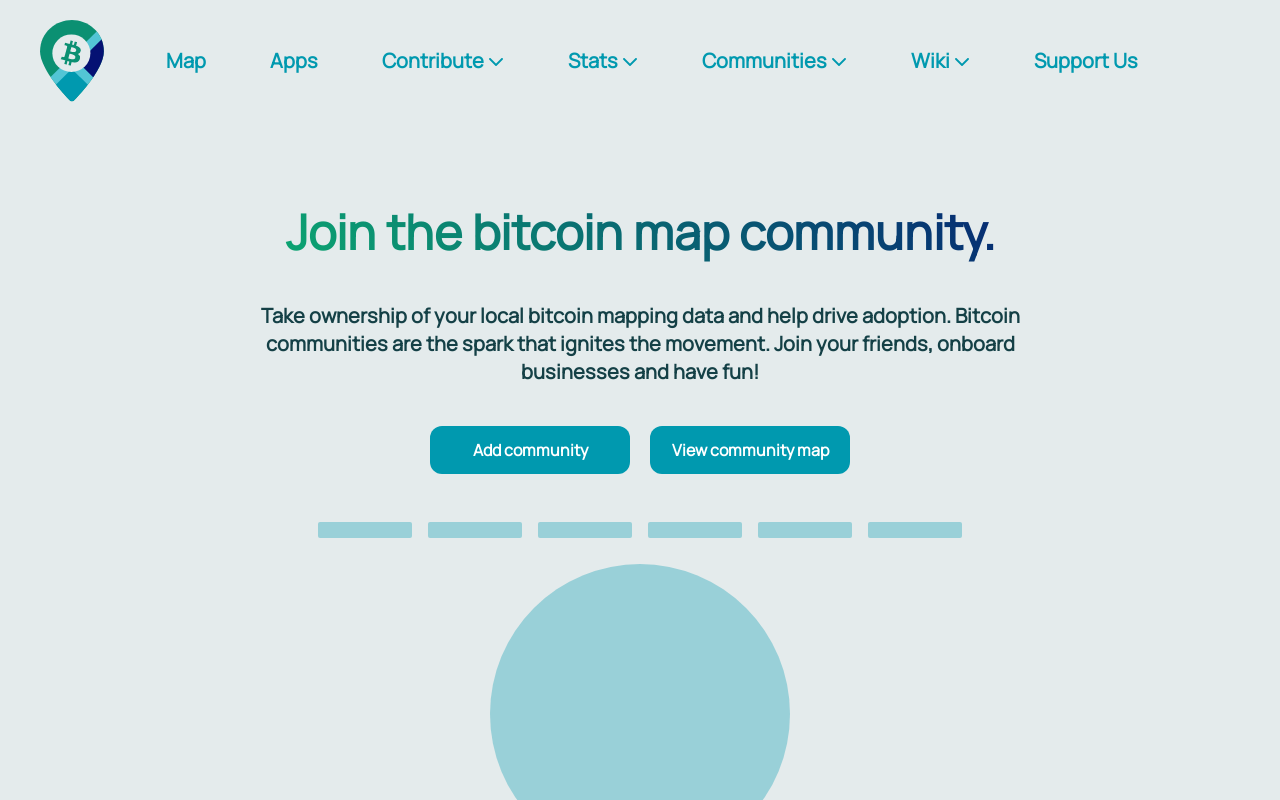 Map Apps Contribute Stats Communities Wiki Support Us
Join the bitcoin map community.
Take ownership of your local bitcoin mapping data and help drive adoption. Bitcoin
communities are the spark that ignites the movement. Join your friends, onboard
businesses and have fun!
Add community View community map